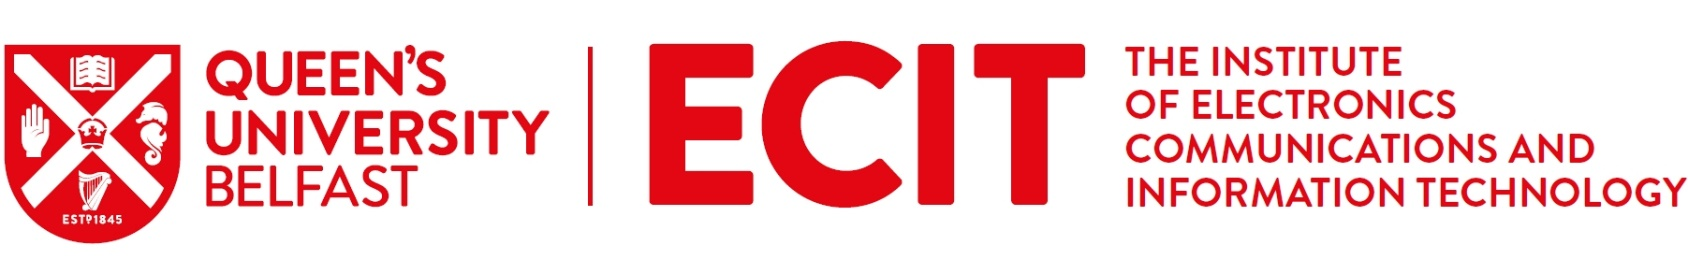 QUEEN'S
UNIVERSITY
BELFAST
ESTD1845
ECIT
THE INSTITUTE
OF ELECTRONICS
COMMUNICATIONS AND
INFORMATION TECHNOLOGY